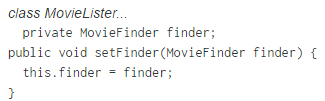 class MovieLister...
  private MovieFinder finder;
public void setFinder(MovieFinder finder) {
  this.finder = finder;
}